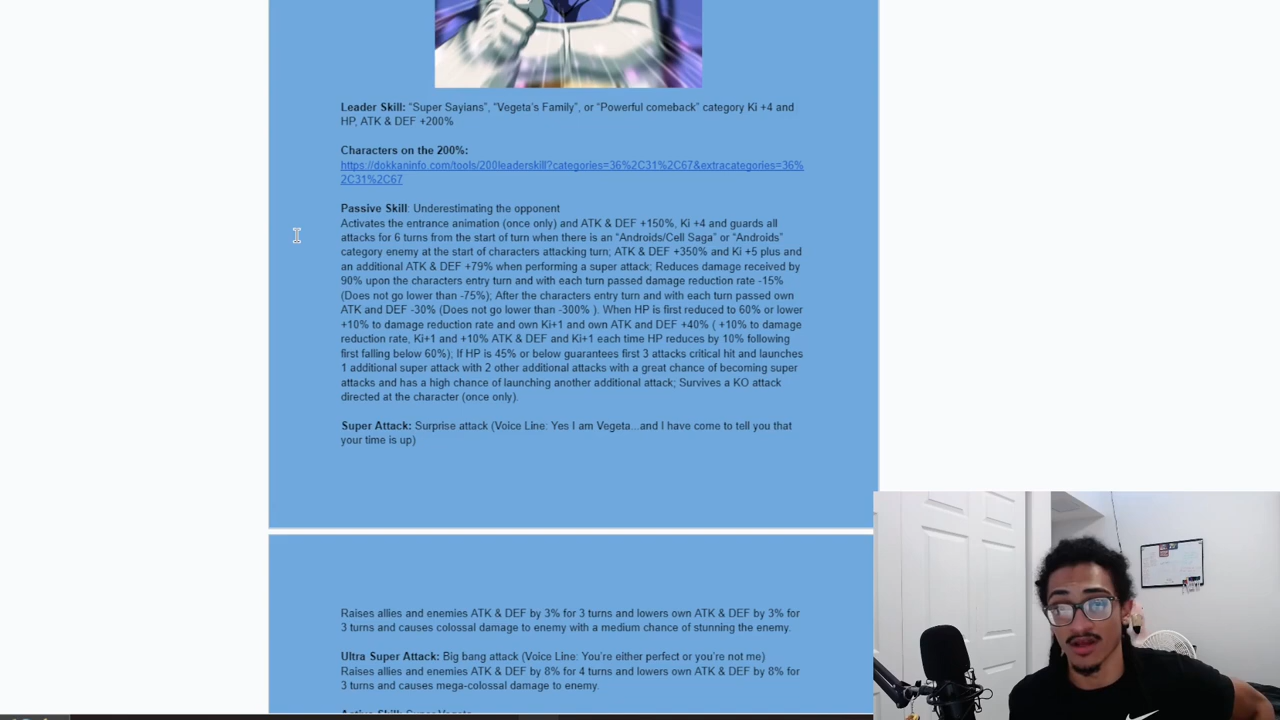 Leader Skill: “Super Sayians”, “Vegeta’s Family”, or “Powerful comeback” category Ki +4 and
HP, ATK & DEF +200%
Characters on the 200%:
https://dokkaninfo.com/tools/200leaderskill?categories=36%2C31%2C67&extracategories=36%
2C31%2C67
Passive Skill: Underestimating the opponent
Activates the entrance animation (once only) and ATK & DEF +150%, Ki +4 and guards all
attacks for 6 turns from the start of turn when there is an “Androids/Cell Saga” or “Androids”
category enemy at the start of characters attacking turn; ATK & DEF +350% and Ki +5 plus and
an additional ATK & DEF +79% when performing a super attack; Reduces damage received by
90% upon the characters entry turn and with each turn passed damage reduction rate -15%
(Does not go lower than -75%); After the characters entry turn and with each turn passed own
ATK and DEF -30% (Does not go lower than -300% ). When HP is first reduced to 60% or lower
+10% to damage reduction rate and own Ki+1 and own ATK and DEF +40% ( +10% to damage
reduction rate, Ki+1 and +10% ATK & DEF and Ki+1 each time HP reduces by 10% following
first falling below 60%); If HP is 45% or below guarantees first 3 attacks critical hit and launches
1 additional super attack with 2 other additional attacks with a great chance of becoming super
attacks and has a high chance of launching another additional attack; Survives a KO attack
directed at the character (once only).
Super Attack: Surprise attack (Voice Line: Yes I am Vegeta...and I have come to tell you that
your time is up)
Raises allies and enemies ATK & DEF by 3% for 3 turns and lowers own ATK & DEF by 3% for
3 turns and causes colossal damage to enemy with a medium chance of stunning the enemy.
Ultra Super Attack: Big bang attack (Voice Line: You’re either perfect or you’re not me)
Raises allies and enemies ATK & DEF by 8% for 4 turns and lowers own ATK & DEF by 8% for
3 turns and causes mega-colossal damage to enemy.
Active Skill: Super Vegeta